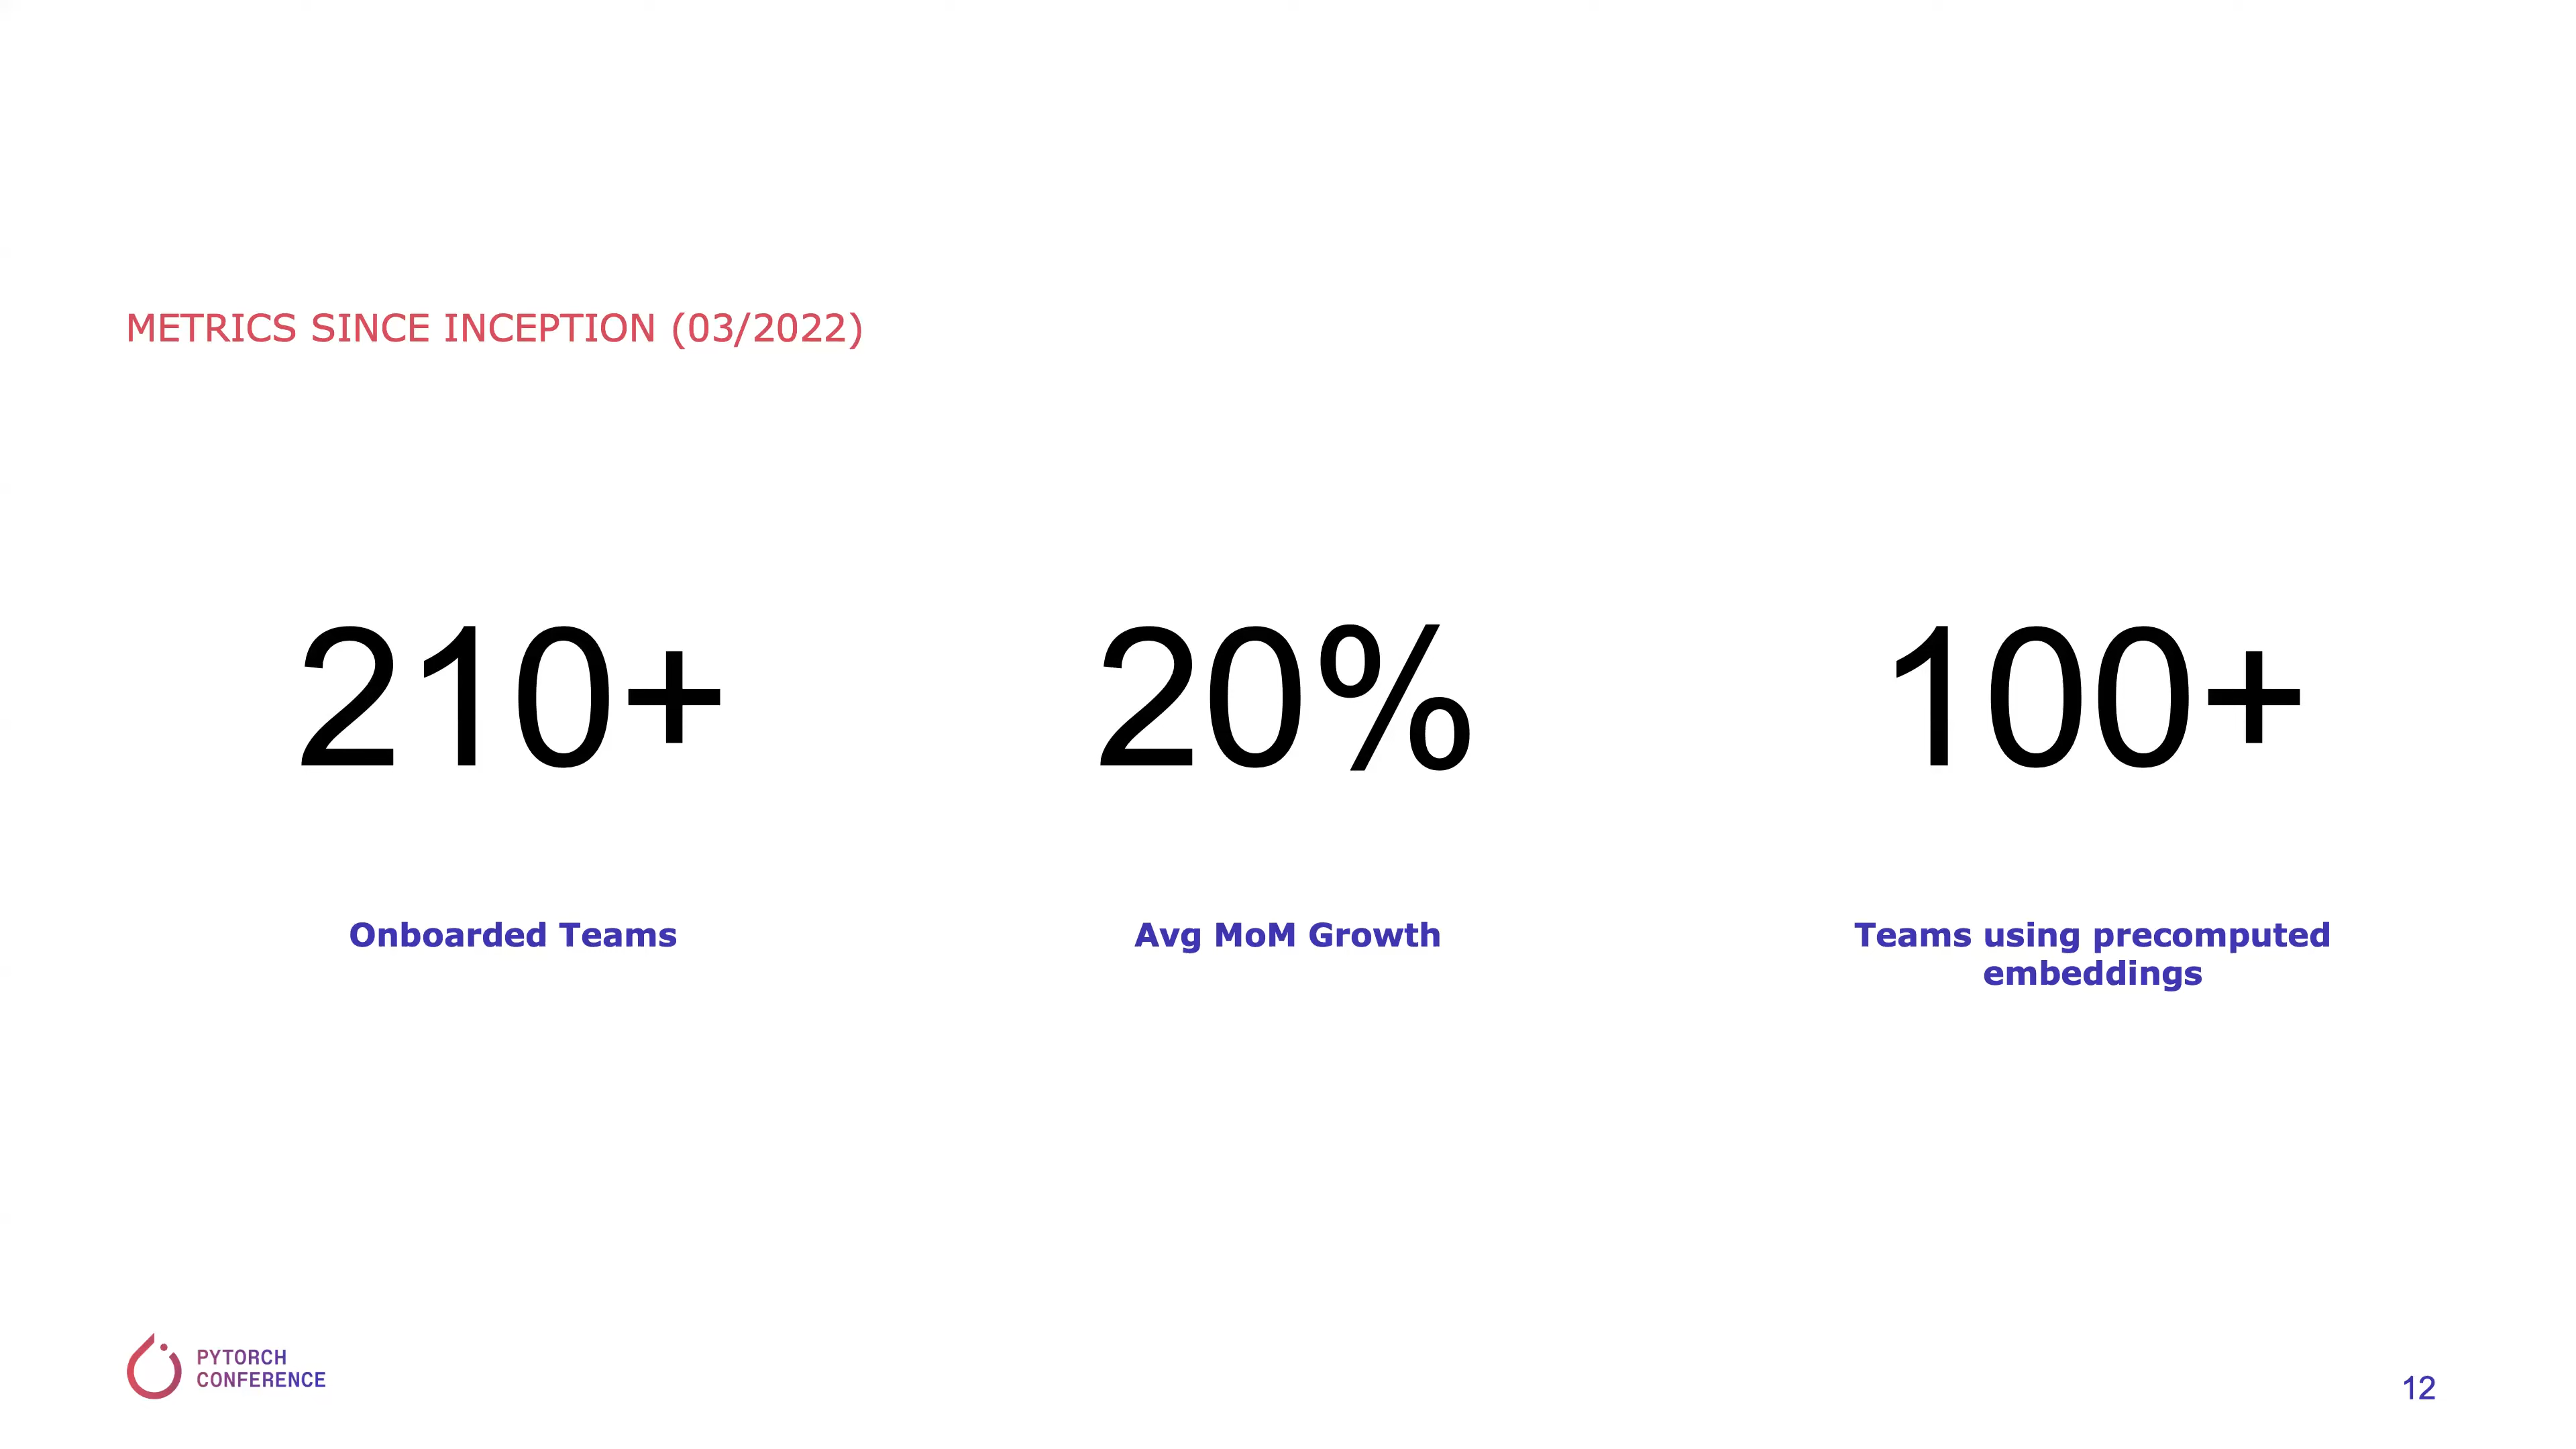 METRICS SINCE INCEPTION (03/2022)
210+
20%
100+
Onboarded Teams
Avg MoM Growth
Teams using precomputed
embeddings
PYTORCH
CONFERENCE
12